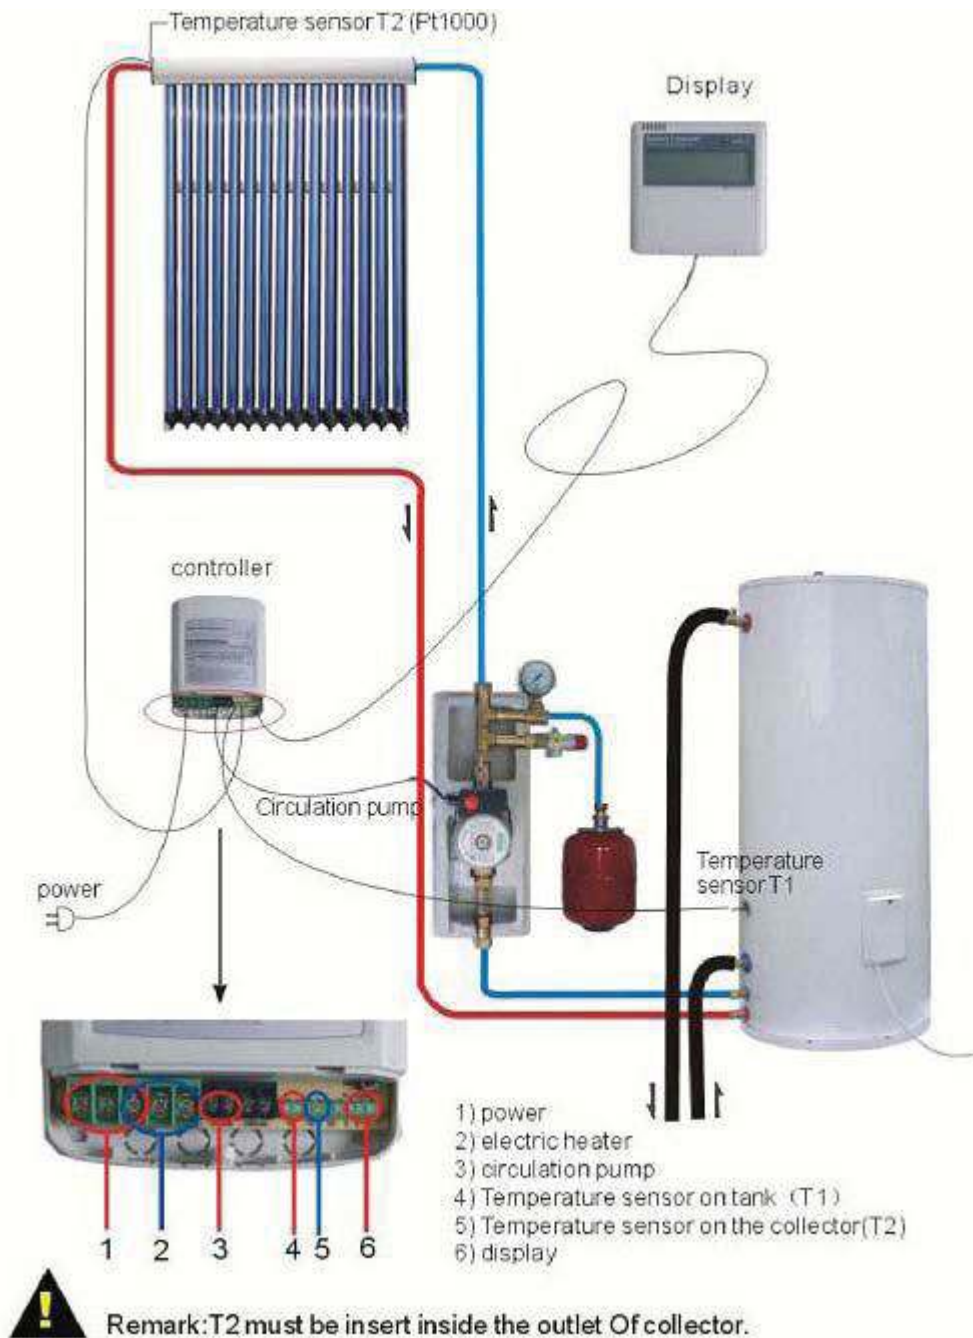 Temperature sensor T2 (Pt1000)
Display
controller
Circulation pump
Temperature
sensor T1
power
1) power
2) electric heater
3) circulation pump
4) Temperature sensor on tank （T1）
5) Temperature sensor on the collector(T2)
6) display
1 2 3 4 5 6
!
Remark:T2 must be insert inside the outlet Of collector.